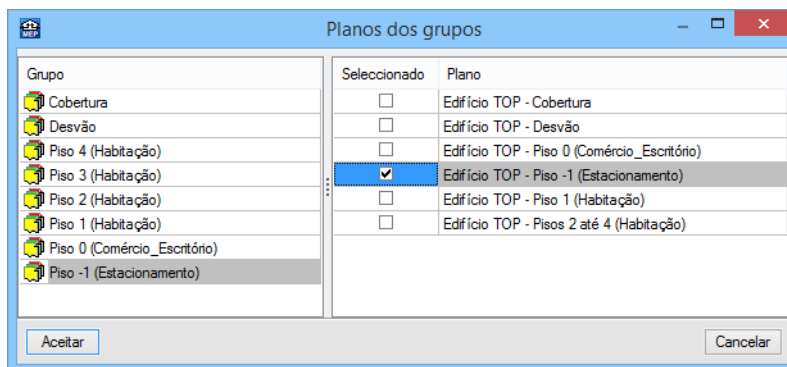 MEP
Planos dos grupos
Grupo
Cobertura
Desvão
Piso 4 (Habitação)
Piso 3 (Habitação)
Piso 2 (Habitação)
Piso 1 (Habitação)
Piso 0 (Comércio_Escritório)
Piso -1 (Estacionamento)
Seleccionado Plano
Edifício TOP - Cobertura
Edifício TOP - Desvão
Edifício TOP - Piso 0 (Comércio_Escritório)
Edifício TOP - Piso -1 (Estacionamento)
Edifício TOP - Piso 1 (Habitação)
Edifício TOP - Pisos 2 até 4 (Habitação)
Aceitar
Cancelar